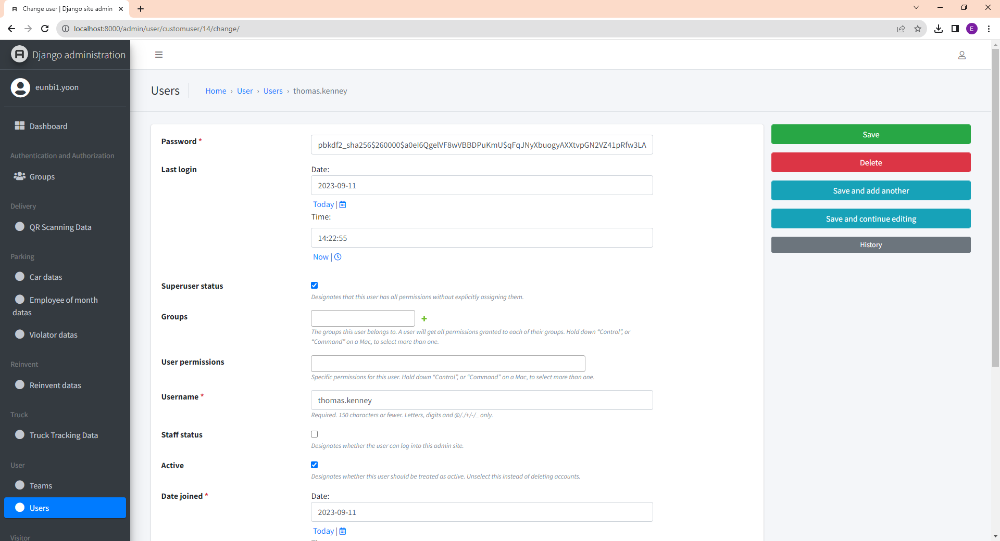 Change user | Django site admin
localhost:8000/admin/user/customuser/14/change/
E
Django administration
eunbi1.yoon
Dashboard
Authentication and Authorization
Groups
Delivery
QR Scanning Data
Parking
Car datas
Employee of month
datas
Violator datas
Reinvent
Reinvent datas
Truck
Truck Tracking Data
User
Teams
Users
Visitor
Users
Home › User › Users › thomas.kenney
Password *
pbkdf2_sha256$260000$a0eI6QgelVF8wVBBDPuKmU$qFqJNyXbuogyAXXtvpGN2VZ41pRfw3LA
Last login
Date:
2023-09-11
Today |
Time:
14:22:55
Now |
Superuser status
Designates that this user has all permissions without explicitly assigning them.
Groups
The groups this user belongs to. A user will get all permissions granted to each of their groups. Hold down “Control”, or
“Command” on a Mac, to select more than one.
User permissions
Specific permissions for this user. Hold down “Control”, or “Command” on a Mac, to select more than one.
Username *
thomas.kenney
Required. 150 characters or fewer. Letters, digits and @/./+/-/_ only.
Staff status
Designates whether the user can log into this admin site.
Active
Designates whether this user should be treated as active. Unselect this instead of deleting accounts.
Date joined *
Date:
2023-09-11
Today |
Save
Delete
Save and add another
Save and continue editing
History